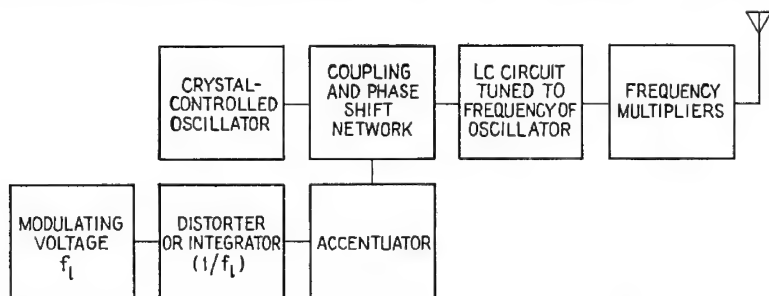 CRYSTAL-
CONTROLLED
OSCILLATOR
COUPLING
AND PHASE
SHIFT
NETWORK
LC CIRCUIT
TUNED TO
FREQUENCY OF
OSCILLATOR
FREQUENCY
MULTIPLIERS
MODULATING
VOLTAGE
f₁
DISTORTER
OR INTEGRATOR
(1/f₁)
ACCENTUATOR